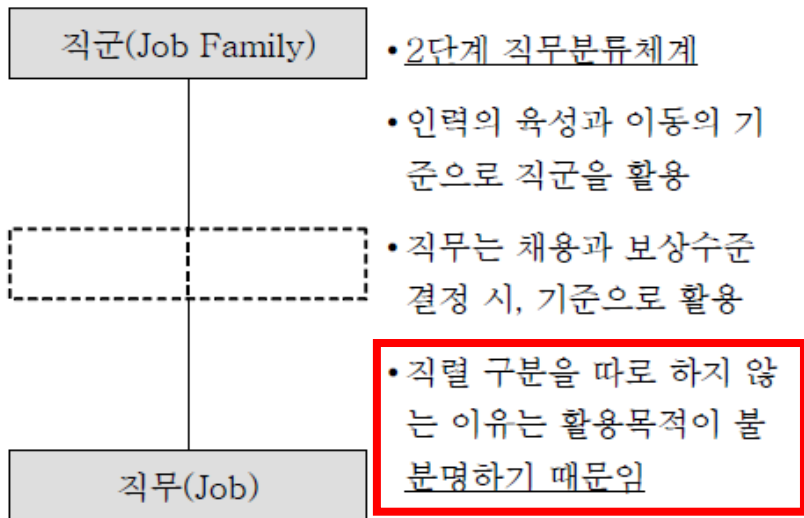 직군(Job Family)
• 2단계 직무분류체계
• 인력의 육성과 이동의 기
준으로 직군을 활용
• 직무는 채용과 보상수준
결정 시, 기준으로 활용
• 직렬 구분을 따로 하지 않
는 이유는 활용목적이 불
분명하기 때문임
직무(Job)